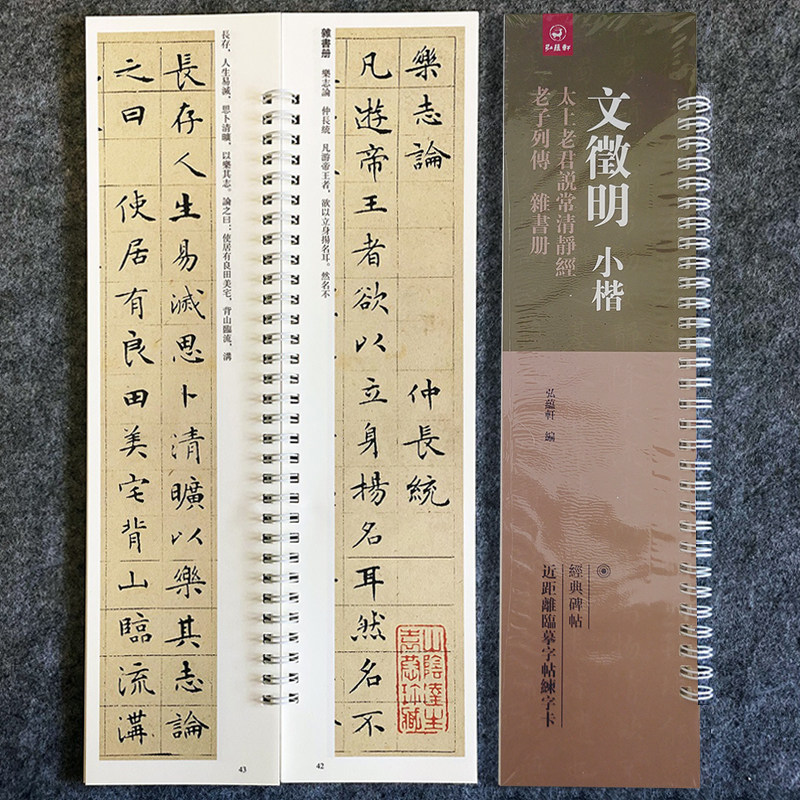 弘蕴軒
文徵明 小楷
太上老君説常清靜經
老子列傳 雜書册
弘蘊軒 編
經典碑帖
近距離臨摹字帖練字卡
樂志論 仲長統
凡遊帝王者欲以立身揚名耳然名不
雜書册 樂志論 仲長統 凡游帝王者，欲以立身揚名耳。然名不
42
長存，人生易滅，思卜清曠，以樂其志。論之曰：使居有良田美宅，背山臨流，溝
長存人生易滅思卜清曠以樂其志論
之曰 使居有良田美宅背山臨流溝
43